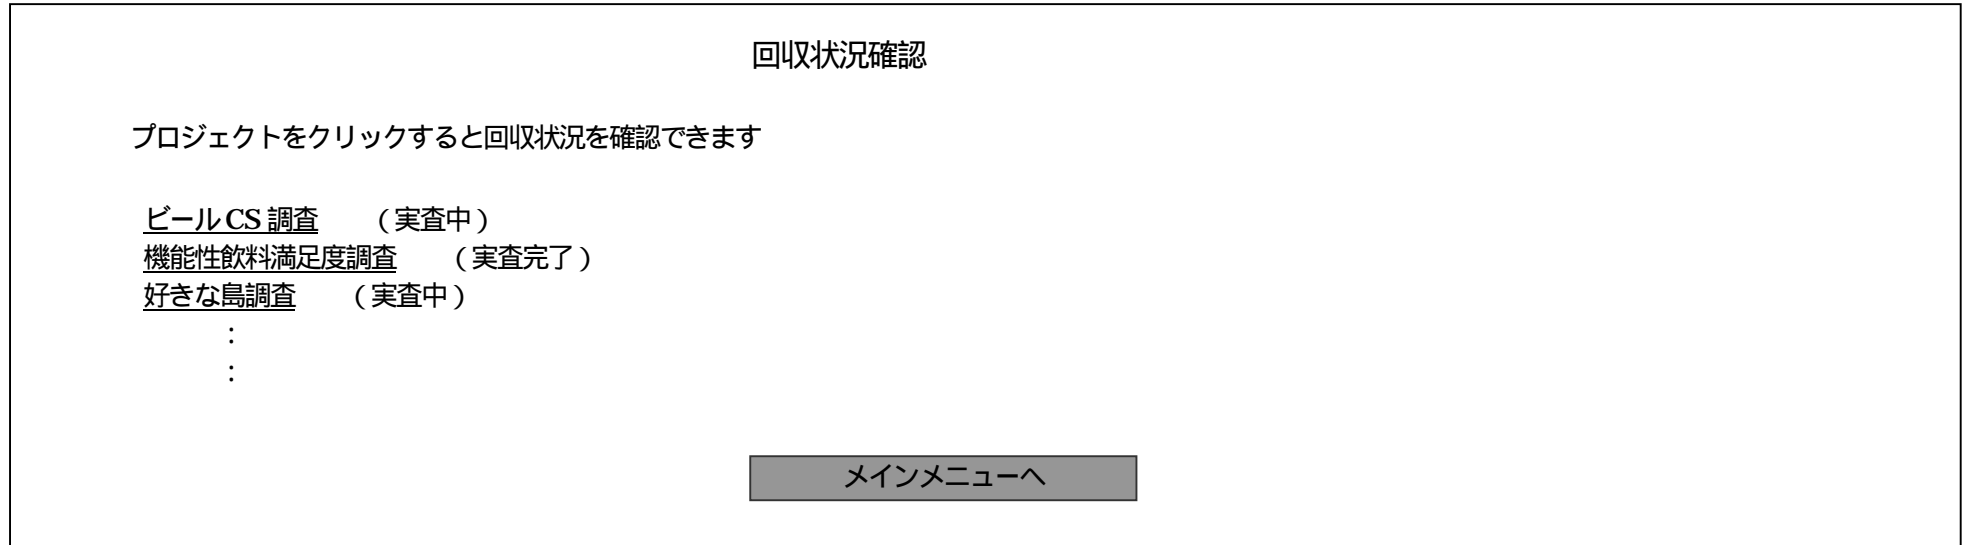 回収状況確認
プロジェクトをクリックすると回収状況を確認できます
ビール CS 調査　　（実査中）
機能性飲料満足度調査　　（実査完了）
好きな島調査　　（実査中）
：
：
メインメニューへ